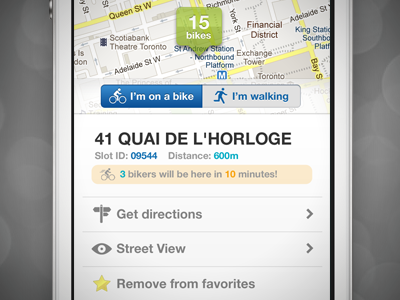 Queen St W
15
bikes
Scotiabank
Theatre Toronto
Adelaide St W
St Andrew Station
- Northbound
Platform
M
Financial
District
King Station
Southbound
Platform
Adelaide St
Exchange
Tower
Bay St
I'm on a bike
I'm walking
41 QUAI DE L'HORLOGE
Slot ID: 09544 Distance: 600m
3 bikers will be here in 10 minutes!
Get directions
Street View
Remove from favorites